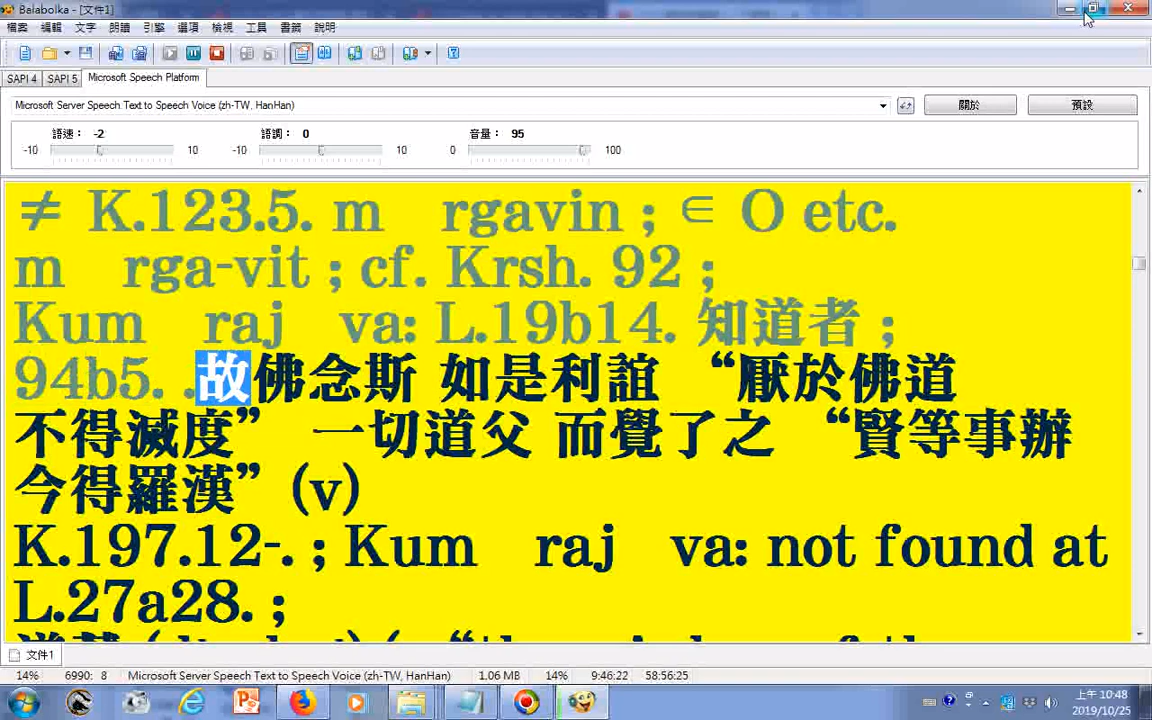 Balabolka - [文件1]
檔案 編輯 文字 朗讀 引擎 選項 檢視 工具 書籤 說明
SAPI 4 SAPI 5 Microsoft Speech Platform
Microsoft Server Speech Text to Speech Voice (zh-TW, HanHan) 關於 預設
語速： -2 語調： 0 音量： 95
-10 10 -10 10 0 100
≠ K.123.5. m rgavin ; ∈ O etc.
m rga-vit ; cf. Krsh. 92 ;
Kum raj va: L.19b14. 知道者 ;
94b5. .故佛念斯 如是利誼 “厭於佛道
不得滅度” 一切道父 而覺了之 “賢等事辦
今得羅漢” (v)
K.197.12-. ; Kum raj va: not found at
L.27a28. ;
文件1
14% 6990: 8 Microsoft Server Speech Text to Speech Voice (zh-TW, HanHan) 1.06 MB 14% 9:46:22 58:56:25
上午 10:48
2019/10/25